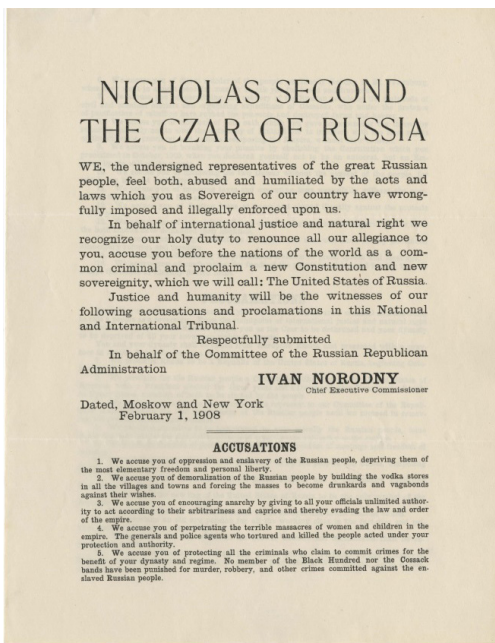 NICHOLAS SECOND
THE CZAR OF RUSSIA
WE, the undersigned representatives of the great Russian
people, feel both, abused and humiliated by the acts and
laws which you as Sovereign of our country have wrong-
fully imposed and illegally enforced upon us.
In behalf of international justice and natural right we
recognize our holy duty to renounce all our allegiance to
you, accuse you before the nations of the world as a com-
mon criminal and proclaim a new Constitution and new
sovereignity, which we will call: The United States of Russia.
Justice and humanity will be the witnesses of our
following accusations and proclamations in this National
and International Tribunal.
Respectfully submitted
In behalf of the Committee of the Russian Republican
Administration
IVAN NORODNY
Chief Executive Commissioner
Dated, Moskow and New York
February 1, 1908
ACCUSATIONS
1. We accuse you of oppression and enslavery of the Russian people, depriving them of
the most elementary freedom and personal liberty.
2. We accuse you of demoralization of the Russian people by building the vodka stores
in all the villages and towns and forcing the masses to become drunkards and vagabonds
against their wishes.
3. We accuse you of encouraging anarchy by giving to all your officials unlimited author-
ity to act according to their arbitrariness and caprice and thereby evading the law and order
of the empire.
4. We accuse you of perpetrating the terrible massacres of women and children in the
empire. The generals and police agents who tortured and killed the people acted under your
protection and authority.
5. We accuse you of protecting all the criminals who claim to commit crimes for the
benefit of your dynasty and regime. No member of the Black Hundred nor the Cossack
bands have been punished for murder, robbery, and other crimes committed against the en-
slaved Russian people.